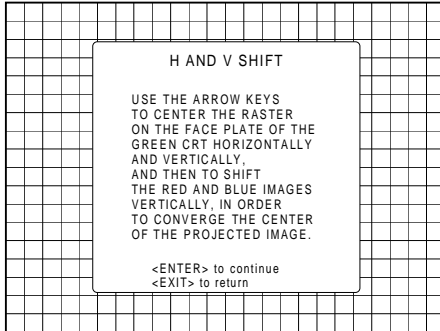 H AND V SHIFT
USE THE ARROW KEYS
TO CENTER THE RASTER
ON THE FACE PLATE OF THE
GREEN CRT HORIZONTALLY
AND VERTICALLY,
AND THEN TO SHIFT
THE RED AND BLUE IMAGES
VERTICALLY, IN ORDER
TO CONVERGE THE CENTER
OF THE PROJECTED IMAGE.
<ENTER> to continue
<EXIT> to return